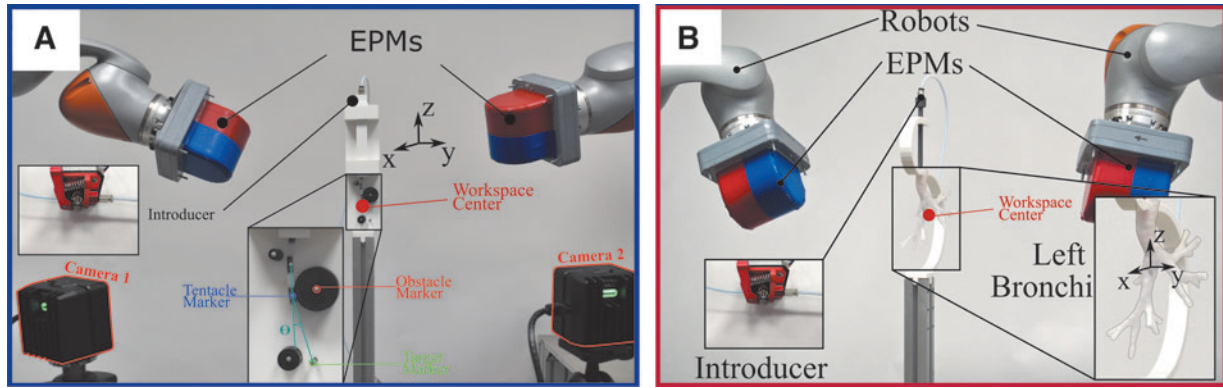 A
EPMs
z
x
y
Introducer
Workspace
Center
Camera 1
Camera 2
Tentacle
Marker
Obstacle
Marker
Θ
Target
Marker
B
Robots
EPMs
Workspace
Center
Left
Bronchi
z
x
y
Introducer